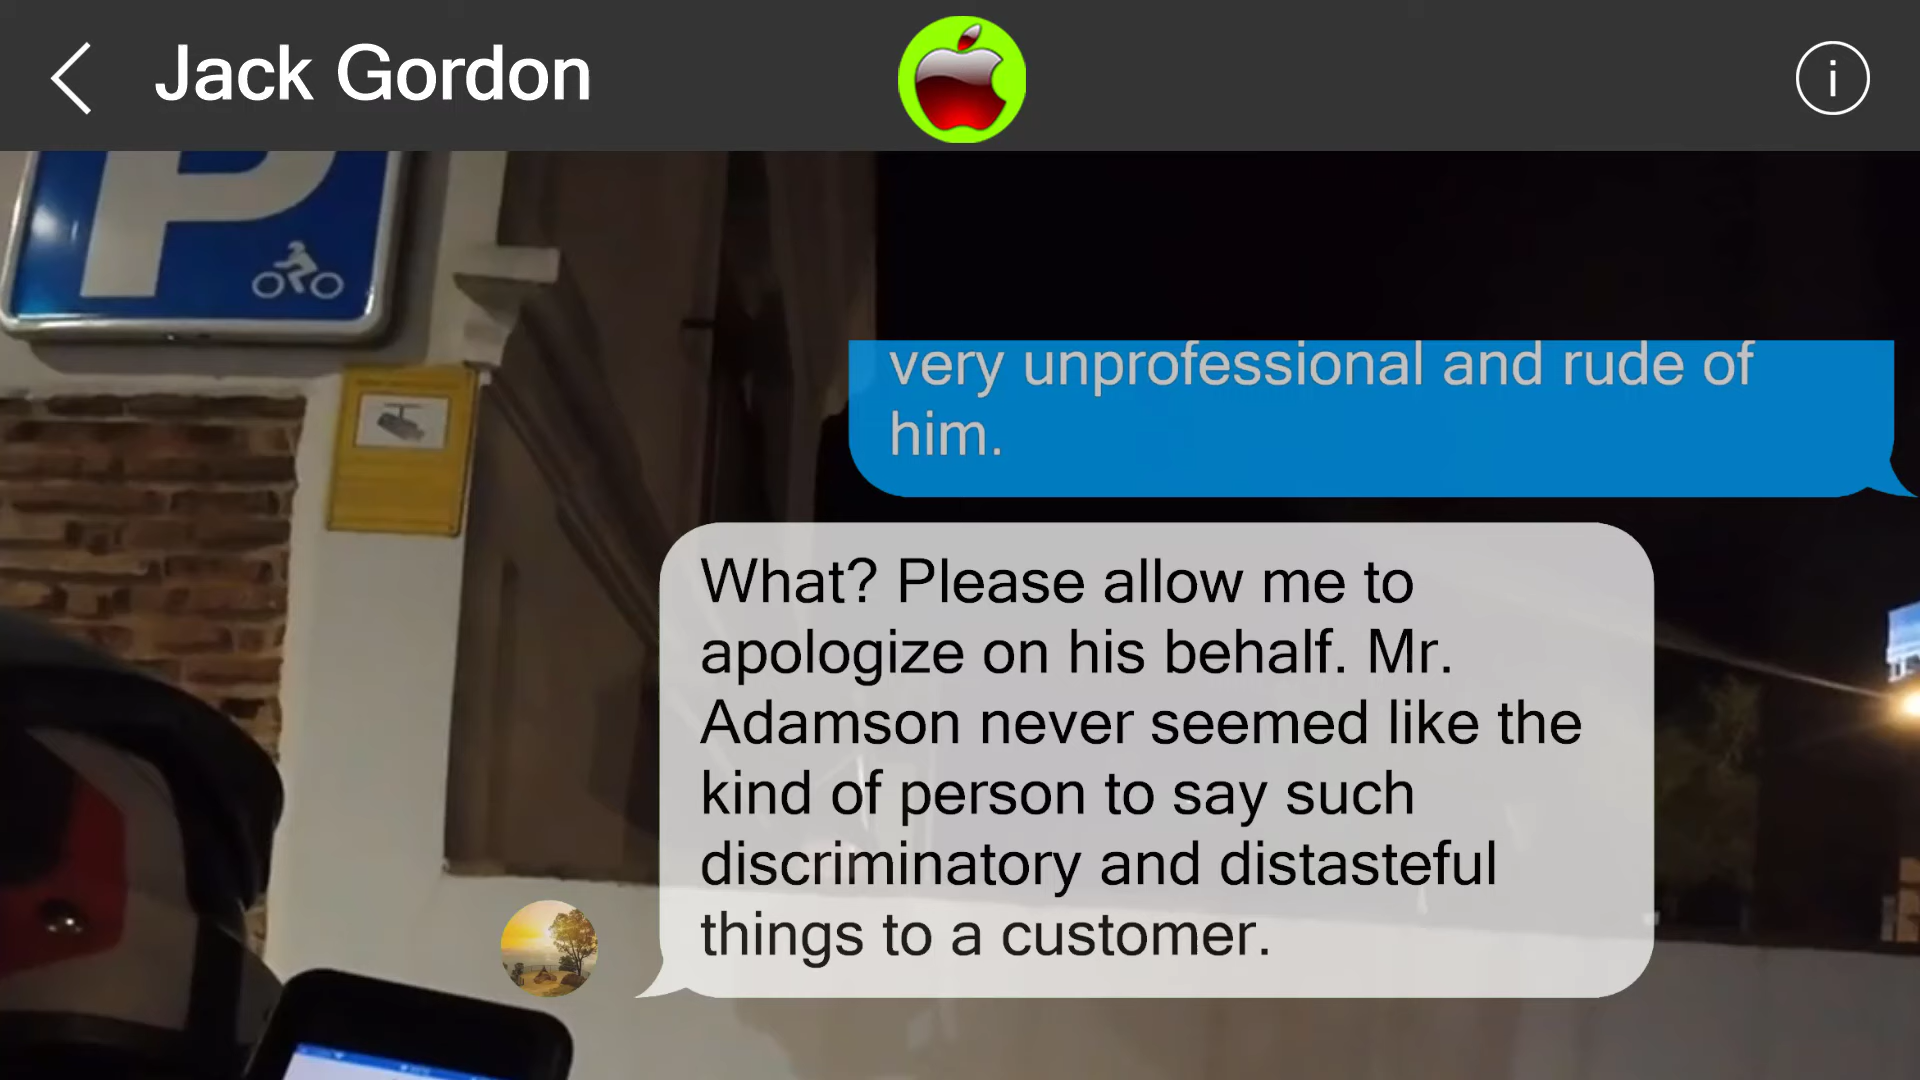 Jack Gordon
i
P
very unprofessional and rude of
him.
What? Please allow me to
apologize on his behalf. Mr.
Adamson never seemed like the
kind of person to say such
discriminatory and distasteful
things to a customer.